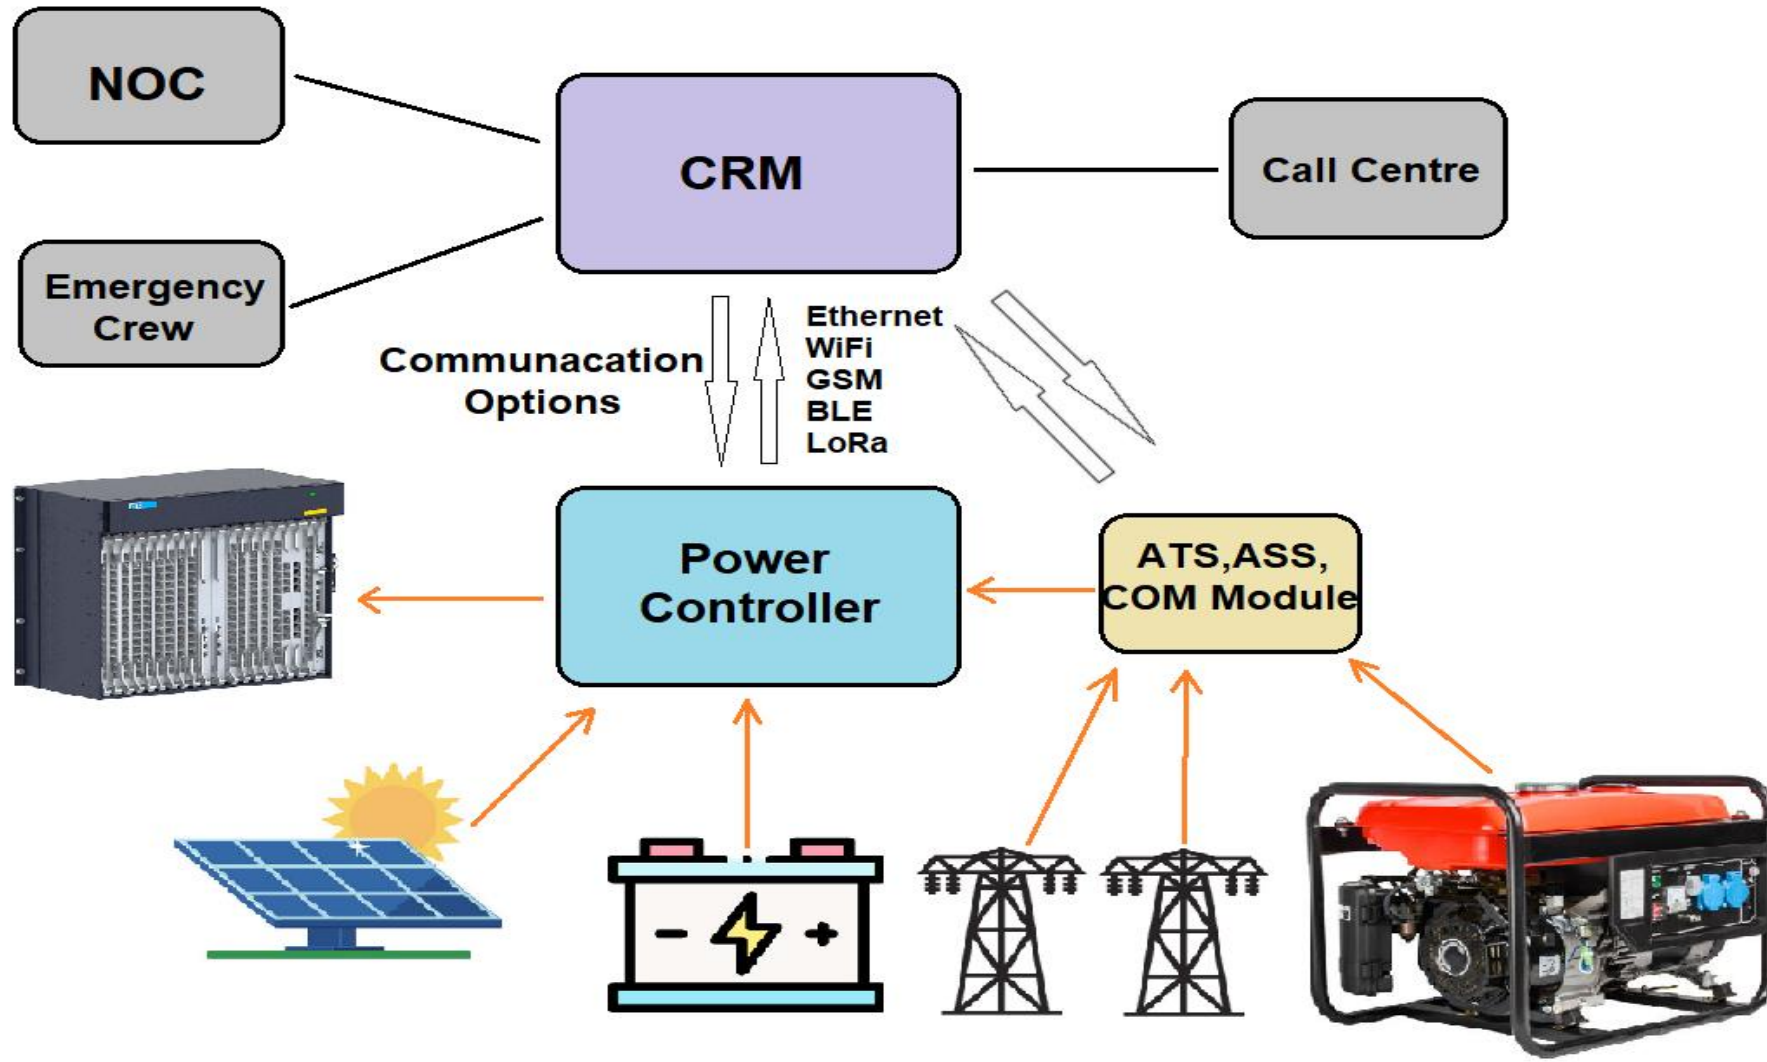 NOC
CRM
Call Centre
Emergency
Crew
Communacation
Options
Ethernet
WiFi
GSM
BLE
LoRa
Power
Controller
ATS,ASS,
COM Module
- +